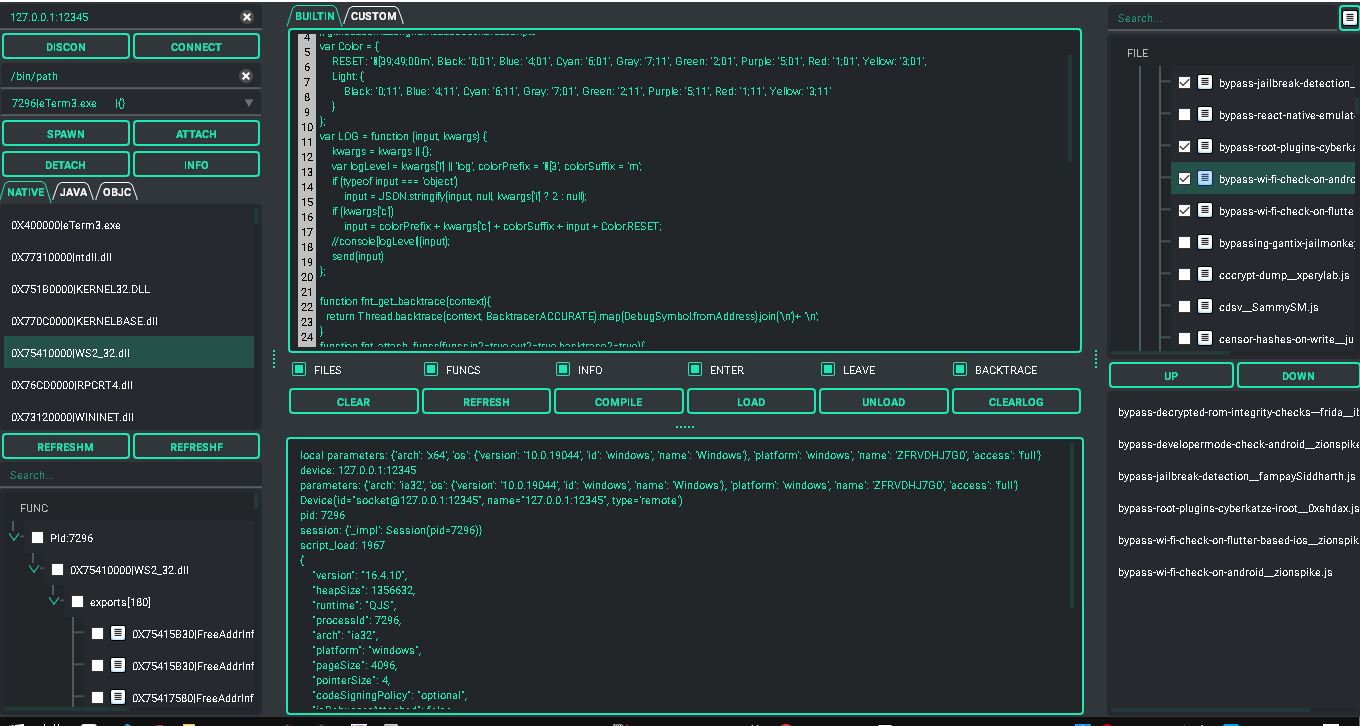 127.0.0.1:12345
DISCON
CONNECT
/bin/path
7296|eTerm3.exe |{}
SPAWN
ATTACH
DETACH
INFO
NATIVE
JAVA
OBJC
0X400000|eTerm3.exe
0X77310000|ntdll.dll
0X751B0000|KERNEL32.DLL
0X770C0000|KERNELBASE.dll
0X75410000|WS2_32.dll
0X76CD0000|RPCRT4.dll
0X73120000|WININET.dll
REFRESHM
REFRESHF
Search...
FUNC
Pid:7296
0X75410000|WS2_32.dll
exports[180]
0X75415B30|FreeAddrInf
0X75415B30|FreeAddrInf
0X75417580|FreeAddrInf
BUILTIN
CUSTOM
4
5 var Color = {
6 RESET: '[39;49;00m', Black: '0;01', Blue: '4;01', Cyan: '6;01', Gray: '7;11', Green: '2;01', Purple: '5;01', Red: '1;01', Yellow: '3;01',
7 Light: {
8 Black: '0;11', Blue: '4;11', Cyan: '6;11', Gray: '7;01', Green: '2;11', Purple: '5;11', Red: '1;11', Yellow: '3;11'
9 }
10 };
11 var LOG = function (input, kwargs) {
12 kwargs = kwargs || {};
13 var logLevel = kwargs['l'] || 'log', colorPrefix = '[3', colorSuffix = 'm';
14 if (typeof input === 'object')
15 input = JSON.stringify(input, null, kwargs['i'] ? 2 : null);
16 if (kwargs['c'])
17 input = colorPrefix + kwargs['c'] + colorSuffix + input + Color.RESET;
18 //console[logLevel](input);
19 send(input)
20 };
21
22 function fnt_get_backtrace(context){
23 return Thread.backtrace(context, Backtracer.ACCURATE).map(DebugSymbol.fromAddress).join('\n')+ '\n';
24 }
FILES
FUNCS
INFO
ENTER
LEAVE
BACKTRACE
CLEAR
REFRESH
COMPILE
LOAD
UNLOAD
CLEARLOG
local parameters: {'arch': 'x64', 'os': {'version': '10.0.19044', 'id': 'windows', 'name': 'Windows'}, 'platform': 'windows', 'name': 'ZFRVDHJ7G0', 'access': 'full'}
device: 127.0.0.1:12345
parameters: {'arch': 'ia32', 'os': {'version': '10.0.19044', 'id': 'windows', 'name': 'Windows'}, 'platform': 'windows', 'name': 'ZFRVDHJ7G0', 'access': 'full'}
Device(id="socket@127.0.0.1:12345", name="127.0.0.1:12345", type='remote')
pid: 7296
session: {'_impl': Session(pid=7296)}
script_load: 1967
{
"version": "16.4.10",
"heapSize": 1356632,
"runtime": "QJS",
"processId": 7296,
"arch": "ia32",
"platform": "windows",
"pageSize": 4096,
"pointerSize": 4,
"codeSigningPolicy": "optional",
Search...
FILE
bypass-jailbreak-detection_
bypass-react-native-emulat
bypass-root-plugins-cyberka
bypass-wi-fi-check-on-andro
bypass-wi-fi-check-on-flutte
bypassing-gantix-jailmonke
cccrypt-dump__xperylab.js
cdsv__SammySM.js
censor-hashes-on-write__ju
UP
DOWN
bypass-decrypted-rom-integrity-checks—frida__ib
bypass-developermode-check-android__zionspike
bypass-jailbreak-detection__fampaySiddharth.js
bypass-root-plugins-cyberkatze-iroot__0xshdax.js
bypass-wi-fi-check-on-flutter-based-ios__zionspik
bypass-wi-fi-check-on-android__zionspike.js